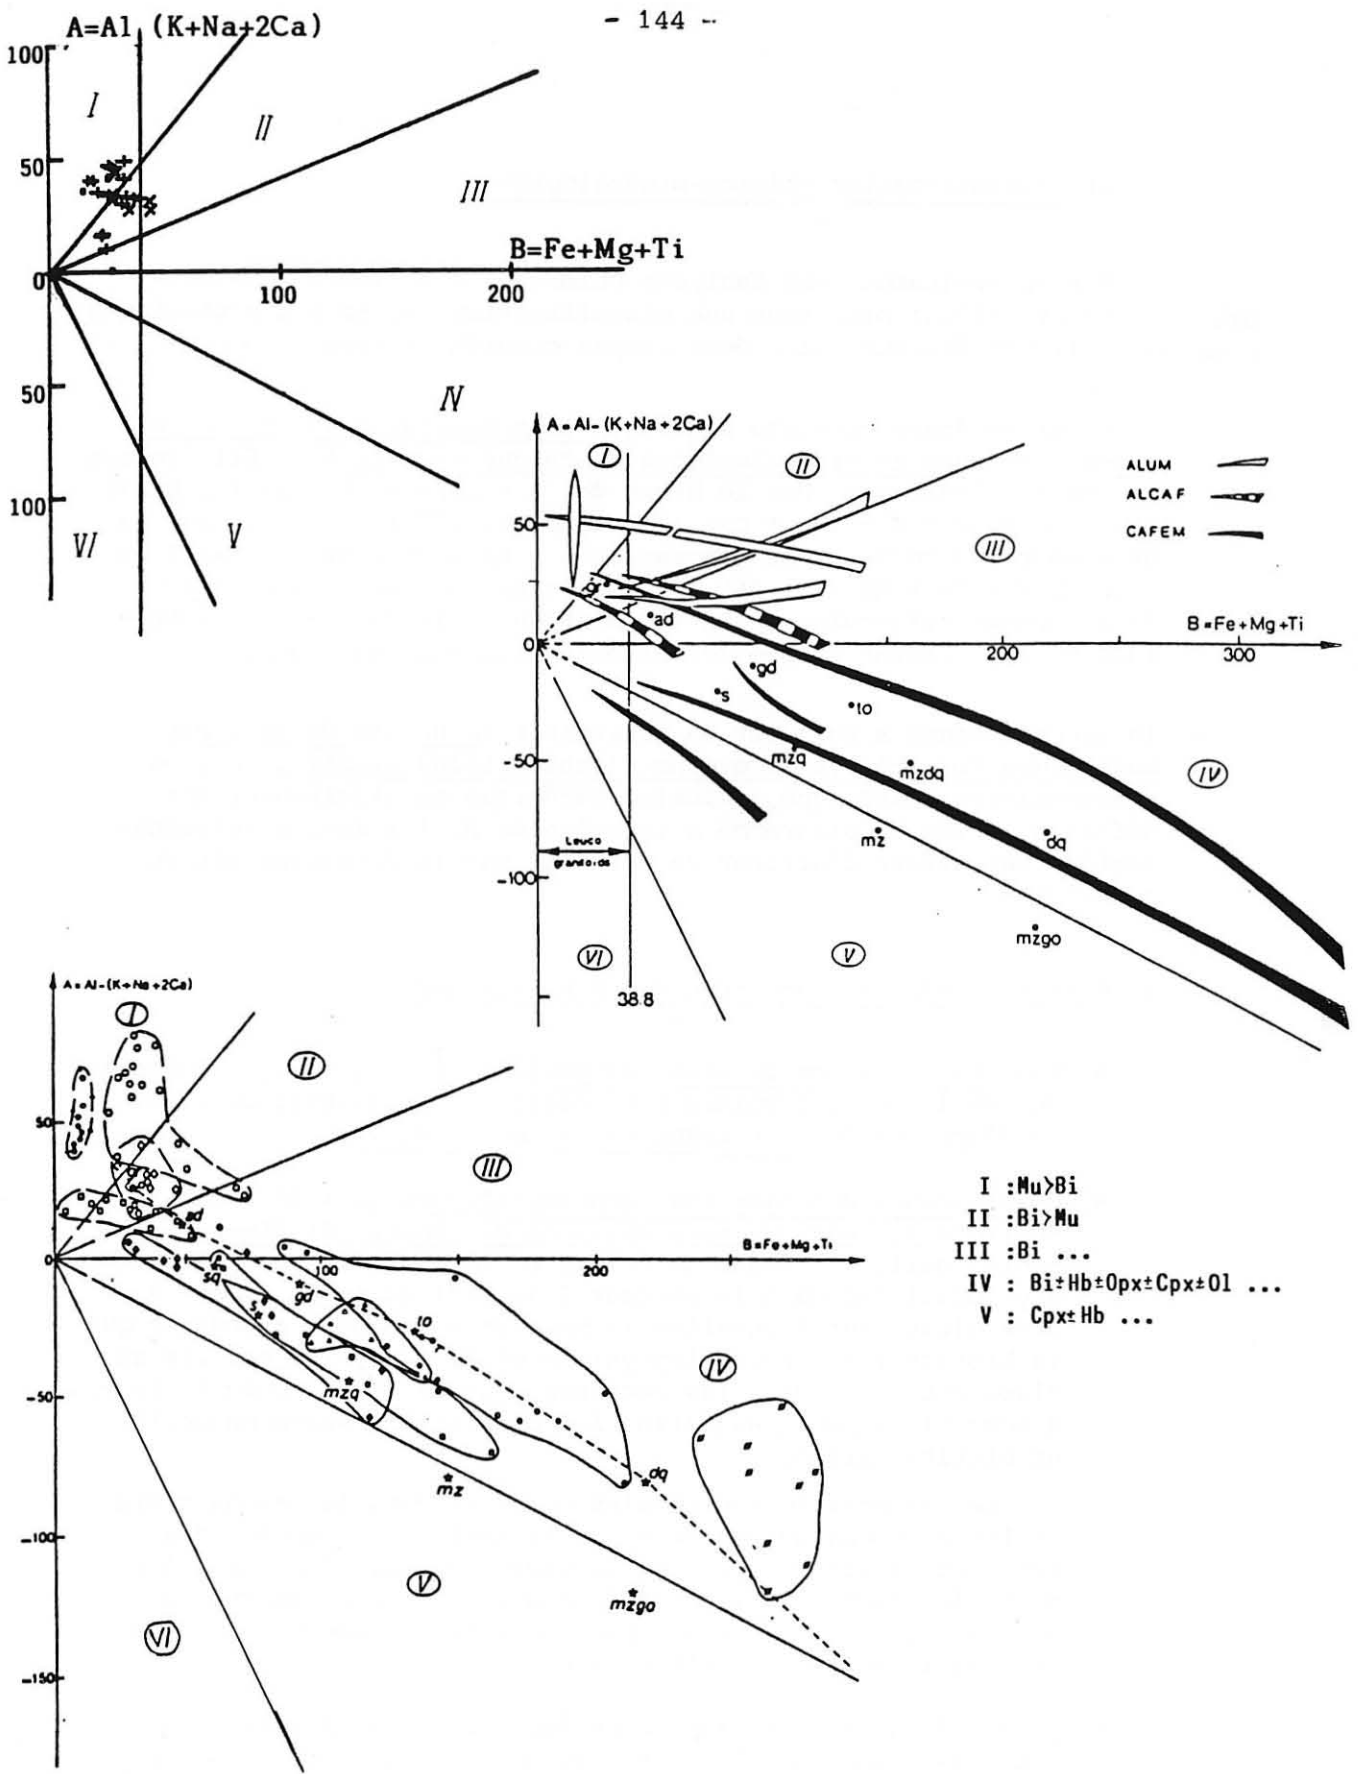 - 144 -
A=Al (K+Na+2Ca)
100
I
II
50
III
B=Fe+Mg+Ti
0
100
200
50
IV
100
VI
V
A=Al-(K+Na+2Ca)
I
II
ALUM
ALCAF
CAFEM
50
III
gr
ad
B=Fe+Mg+Ti
0
200
300
gd
s
to
-50
mzq
mzdq
IV
mz
dq
Leuco
granitoids
-100
mzgo
VI
V
38.8
A=Al-(K+Na+2Ca)
I
II
50
III
I :Mu>Bi
II :Bi>Mu
III :Bi ...
IV : Bi±Hb±Opx±Cpx±Ol ...
V : Cpx±Hb ...
ad
B=Fe+Mg+Ti
0
100
200
sq
gd
s
to
IV
mzq
-50
dq
mz
-100
V
mzgo
VI
-150